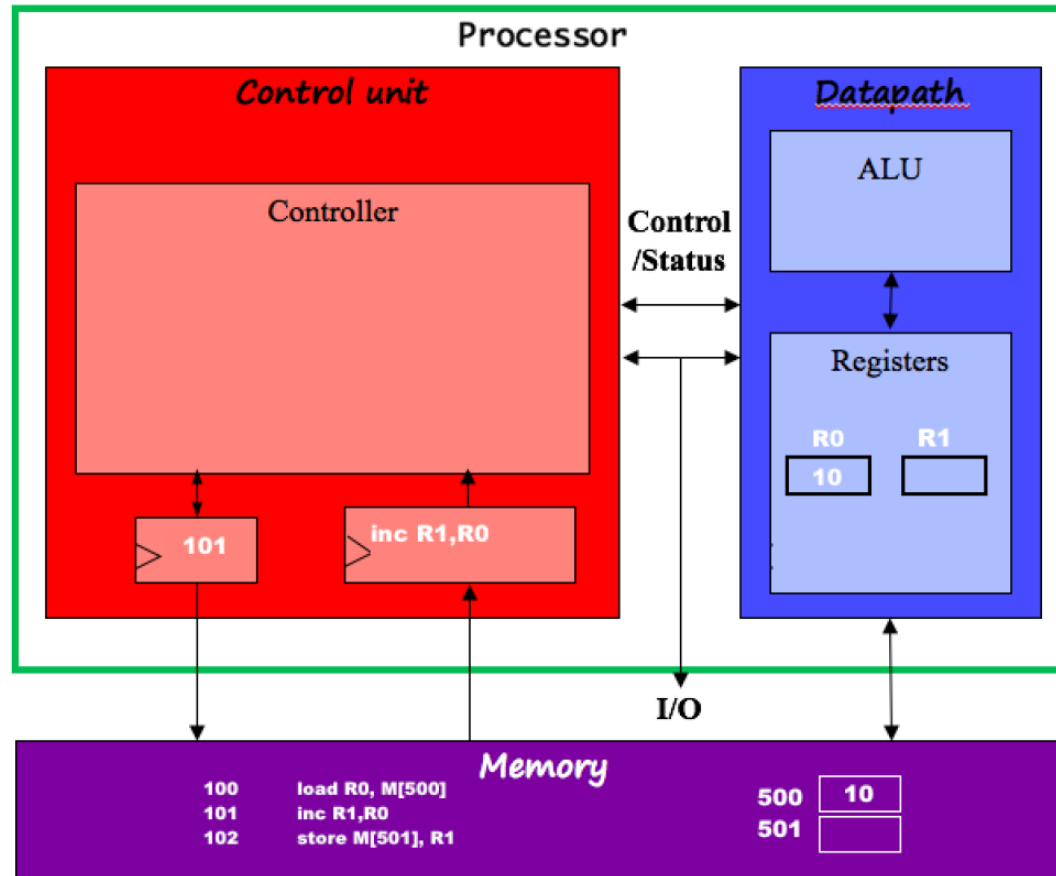 Processor
Control unit
Controller
101
inc R1,R0
Control
/Status
I/O
Datapath
ALU
Registers
R0 R1
10
Memory
100 load R0, M[500]
101 inc R1,R0
102 store M[501], R1
500 10
501